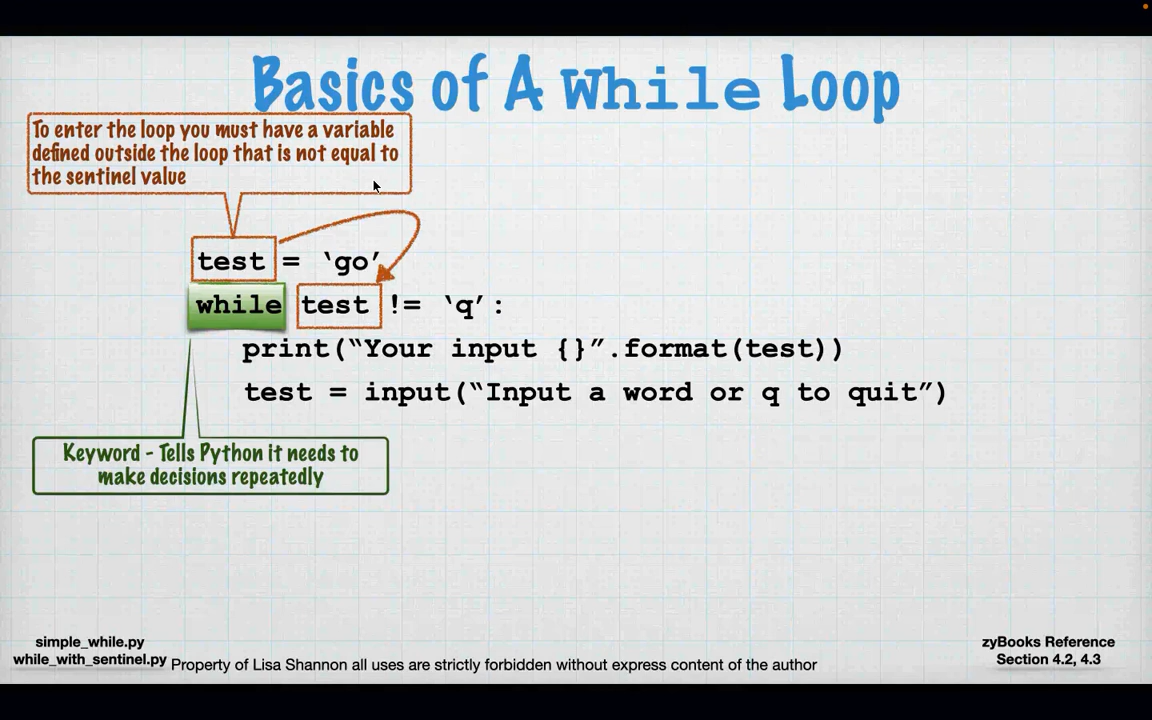 Basics of A While Loop
To enter the loop you must have a variable
defined outside the loop that is not equal to
the sentinel value
test = ‘go’
while test != ‘q’:
print(“Your input {}”.format(test))
test = input(“Input a word or q to quit”)
Keyword - Tells Python it needs to
make decisions repeatedly
simple_while.py
while_with_sentinel.py
Property of Lisa Shannon all uses are strictly forbidden without express content of the author
zyBooks Reference
Section 4.2, 4.3